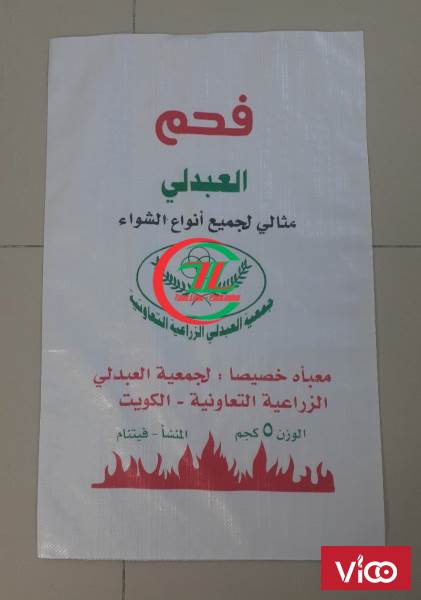 فحم
العبدلي
مثالي لجميع أنواع الشواء
جمعية العبدلي الزراعية التعاونية
معبأه خصيصا : لجمعية العبدلي
الزراعية التعاونية - الكويت
الوزن ٥ كجم المنشأ - فيتنام
ViCO